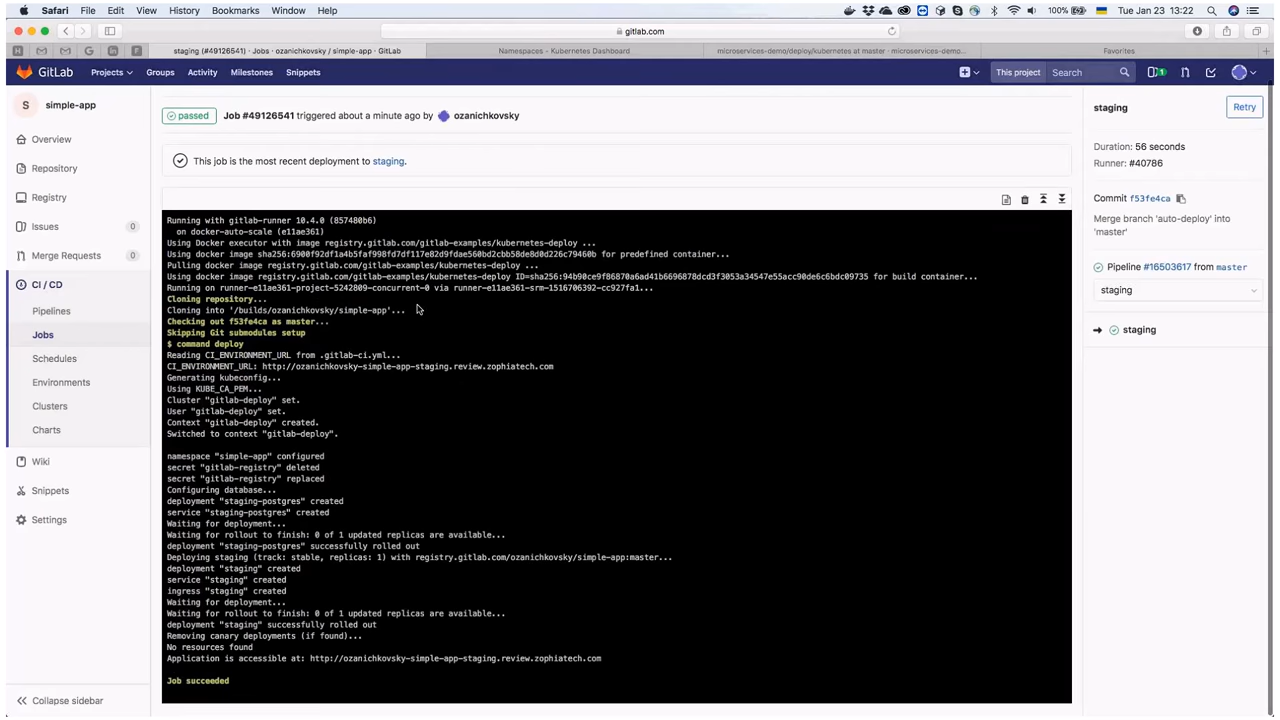 Safari File Edit View History Bookmarks Window Help 100% Tue Jan 23 13:22
gitlab.com
staging (#49126541) · Jobs · ozanichkovsky / simple-app · GitLab
Namespaces - Kubernetes Dashboard
microservices-demo/deploy/kubernetes at master · microservices-demo...
Favorites
GitLab Projects Groups Activity Milestones Snippets This project Search 1
S simple-app
Overview
Repository
Registry
Issues 0
Merge Requests 0
CI / CD
Pipelines
Jobs
Schedules
Environments
Clusters
Charts
Wiki
Snippets
Settings
Collapse sidebar
passed Job #49126541 triggered about a minute ago by ozanichkovsky
This job is the most recent deployment to staging.
Running with gitlab-runner 10.4.0 (857480b6)
on docker-auto-scale (e11ae361)
Using Docker executor with image registry.gitlab.com/gitlab-examples/kubernetes-deploy ...
Using docker image sha256:6900f92df1a4b5faf998fd7df117e82d9fdae560bd2cbb58de8d0d226c79460b for predefined container...
Pulling docker image registry.gitlab.com/gitlab-examples/kubernetes-deploy ...
Using docker image registry.gitlab.com/gitlab-examples/kubernetes-deploy ID=sha256:94b90ce9f86870a6ad41b6696878dcd3f3053a34547e55acc90de6c6bdc09735 for build container...
Running on runner-e11ae361-project-5242809-concurrent-0 via runner-e11ae361-srm-1516706392-cc927fa1...
Cloning repository...
Cloning into '/builds/ozanichkovsky/simple-app'...
Checking out f53fe4ca as master...
Skipping Git submodules setup
$ command deploy
Reading CI_ENVIRONMENT_URL from .gitlab-ci.yml...
CI_ENVIRONMENT_URL: http://ozanichkovsky-simple-app-staging.review.zophiatech.com
Generating kubeconfig...
Using KUBE_CA_PEM...
Cluster "gitlab-deploy" set.
User "gitlab-deploy" set.
Context "gitlab-deploy" created.
Switched to context "gitlab-deploy".
namespace "simple-app" configured
secret "gitlab-registry" deleted
secret "gitlab-registry" replaced
Configuring database...
deployment "staging-postgres" created
service "staging-postgres" created
Waiting for deployment...
Waiting for rollout to finish: 0 of 1 updated replicas are available...
deployment "staging-postgres" successfully rolled out
Deploying staging (track: stable, replicas: 1) with registry.gitlab.com/ozanichkovsky/simple-app:master...
deployment "staging" created
service "staging" created
ingress "staging" created
Waiting for deployment...
Waiting for rollout to finish: 0 of 1 updated replicas are available...
deployment "staging" successfully rolled out
Removing canary deployments (if found)...
No resources found
Application is accessible at: http://ozanichkovsky-simple-app-staging.review.zophiatech.com
Job succeeded
staging Retry
Duration: 56 seconds
Runner: #40786
Commit f53fe4ca
Merge branch 'auto-deploy' into
'master'
Pipeline #16503617 from master
staging
staging